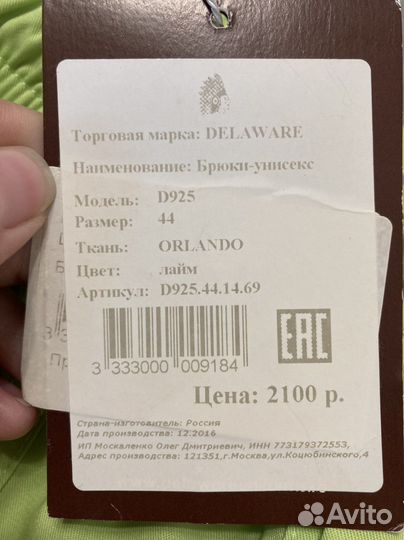 Торговая марка: DELAWARE
Наименование: Брюки-унисекс
Модель: D925
Размер: 44
Ткань: ORLANDO
Цвет: лайм
Артикул: D925.44.14.69
3 333000 009184
EAC
Цена: 2100 р.
Страна-изготовитель: Россия
Дата производства: 12.2016
ИП Москаленко Олег Дмитриевич, ИНН 773179372553,
Адрес производства: 121351,г.Москва,ул.Коцюбинского,4
Avito